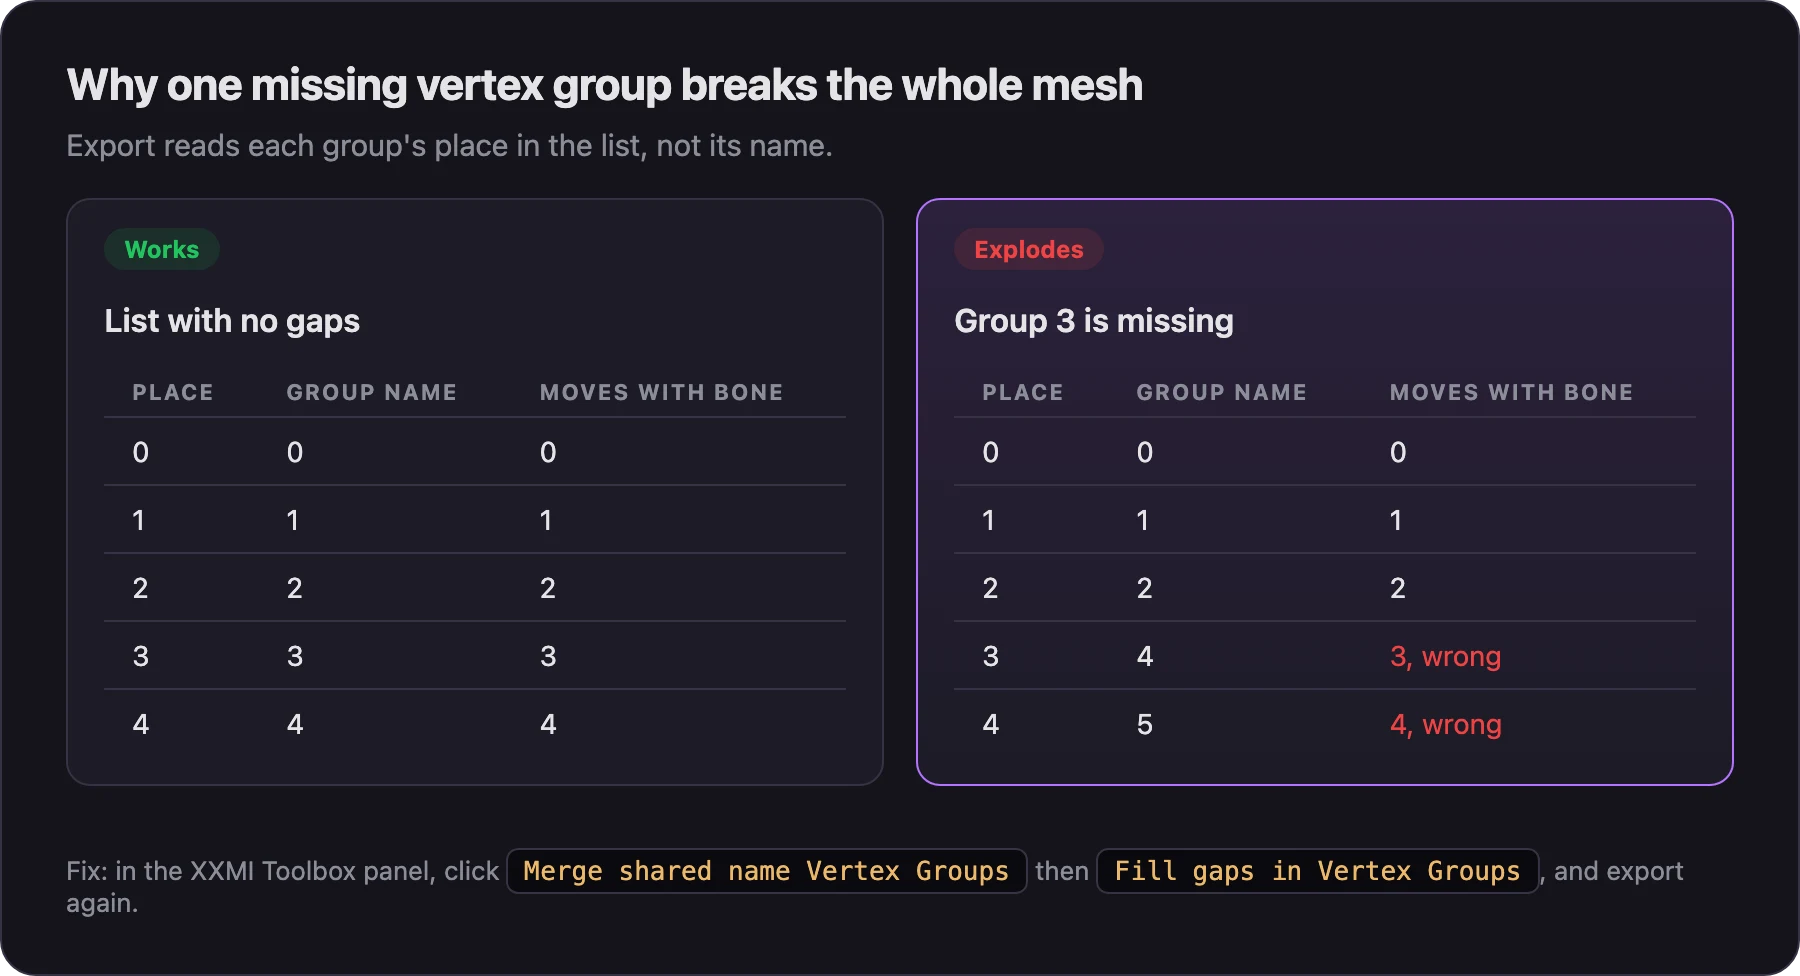 Why one missing vertex group breaks the whole mesh
Export reads each group's place in the list, not its name.
Works
List with no gaps
PLACE GROUP NAME MOVES WITH BONE
0 0 0
1 1 1
2 2 2
3 3 3
4 4 4
Explodes
Group 3 is missing
PLACE GROUP NAME MOVES WITH BONE
0 0 0
1 1 1
2 2 2
3 4 3, wrong
4 5 4, wrong
Fix: in the XXMI Toolbox panel, click Merge shared name Vertex Groups then Fill gaps in Vertex Groups, and export
again.